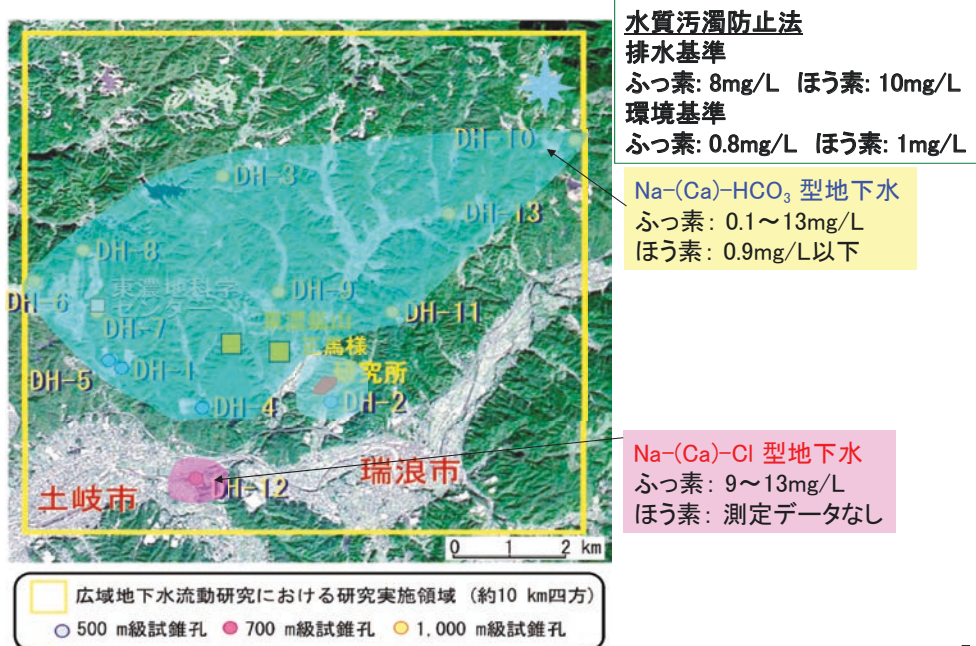 水質汚濁防止法
排水基準
ふっ素: 8mg/L ほう素: 10mg/L
環境基準
ふっ素: 0.8mg/L ほう素: 1mg/L
Na-(Ca)-HCO₃ 型地下水
ふっ素: 0.1～13mg/L
ほう素: 0.9mg/L以下
DH-10
DH-3
DH-13
DH-8
DH-9
DH-6
東濃地科学
センター
DH-11
DH-7
東濃鉱山
正馬様
DH-1
研究所
DH-5
DH-4
DH-2
Na-(Ca)-Cl 型地下水
ふっ素: 9～13mg/L
ほう素: 測定データなし
瑞浪市
DH-12
土岐市
0 1 2 km
広域地下水流動研究における研究実施領域 (約10 km四方)
500 m級試錐孔 700 m級試錐孔 1,000 m級試錐孔